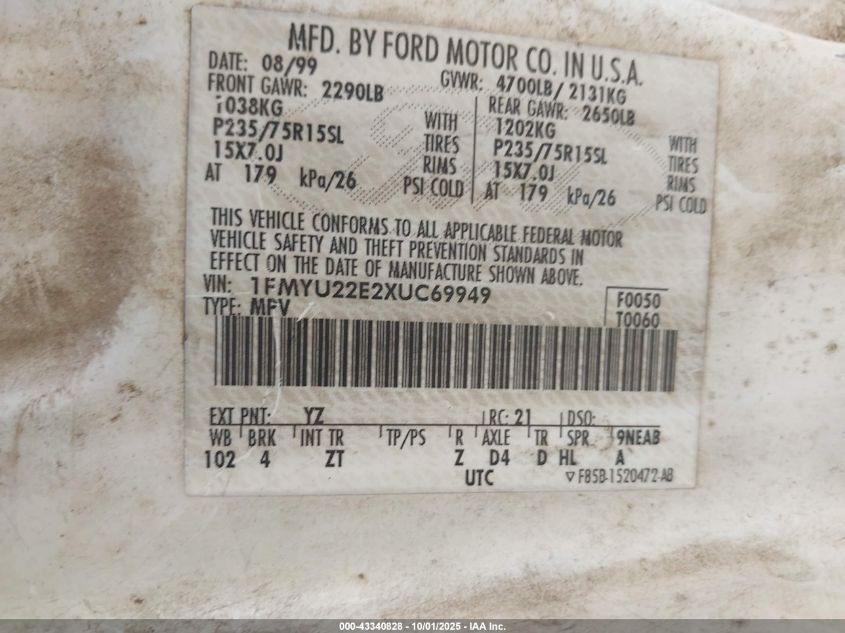 MFD. BY FORD MOTOR CO. IN U.S.A.
DATE: 08/99 GVWR: 4700LB/ 2131KG
FRONT GAWR: 2290LB REAR GAWR: 2650LB
1038KG WITH 1202KG WITH
P235/75R15SL TIRES P235/75R15SL TIRES
15X7.0J RIMS 15X7.0J RIMS
AT 179 kPa/26 PSI COLD AT 179 kPa/26 PSI COLD
THIS VEHICLE CONFORMS TO ALL APPLICABLE FEDERAL MOTOR
VEHICLE SAFETY AND THEFT PREVENTION STANDARDS IN
EFFECT ON THE DATE OF MANUFACTURE SHOWN ABOVE.
VIN: 1FMYU22E2XUC69949 F0050
TYPE: MPV T0060
EXT PNT: YZ RC: 21 DSO:
WB BRK INT TR TP/PS R AXLE TR SPR 9NEAB
102 4 ZT Z D4 D HL A
UTC ▽ F85B-1520472-AB
000-43340828 - 10/01/2025 - IAA Inc.